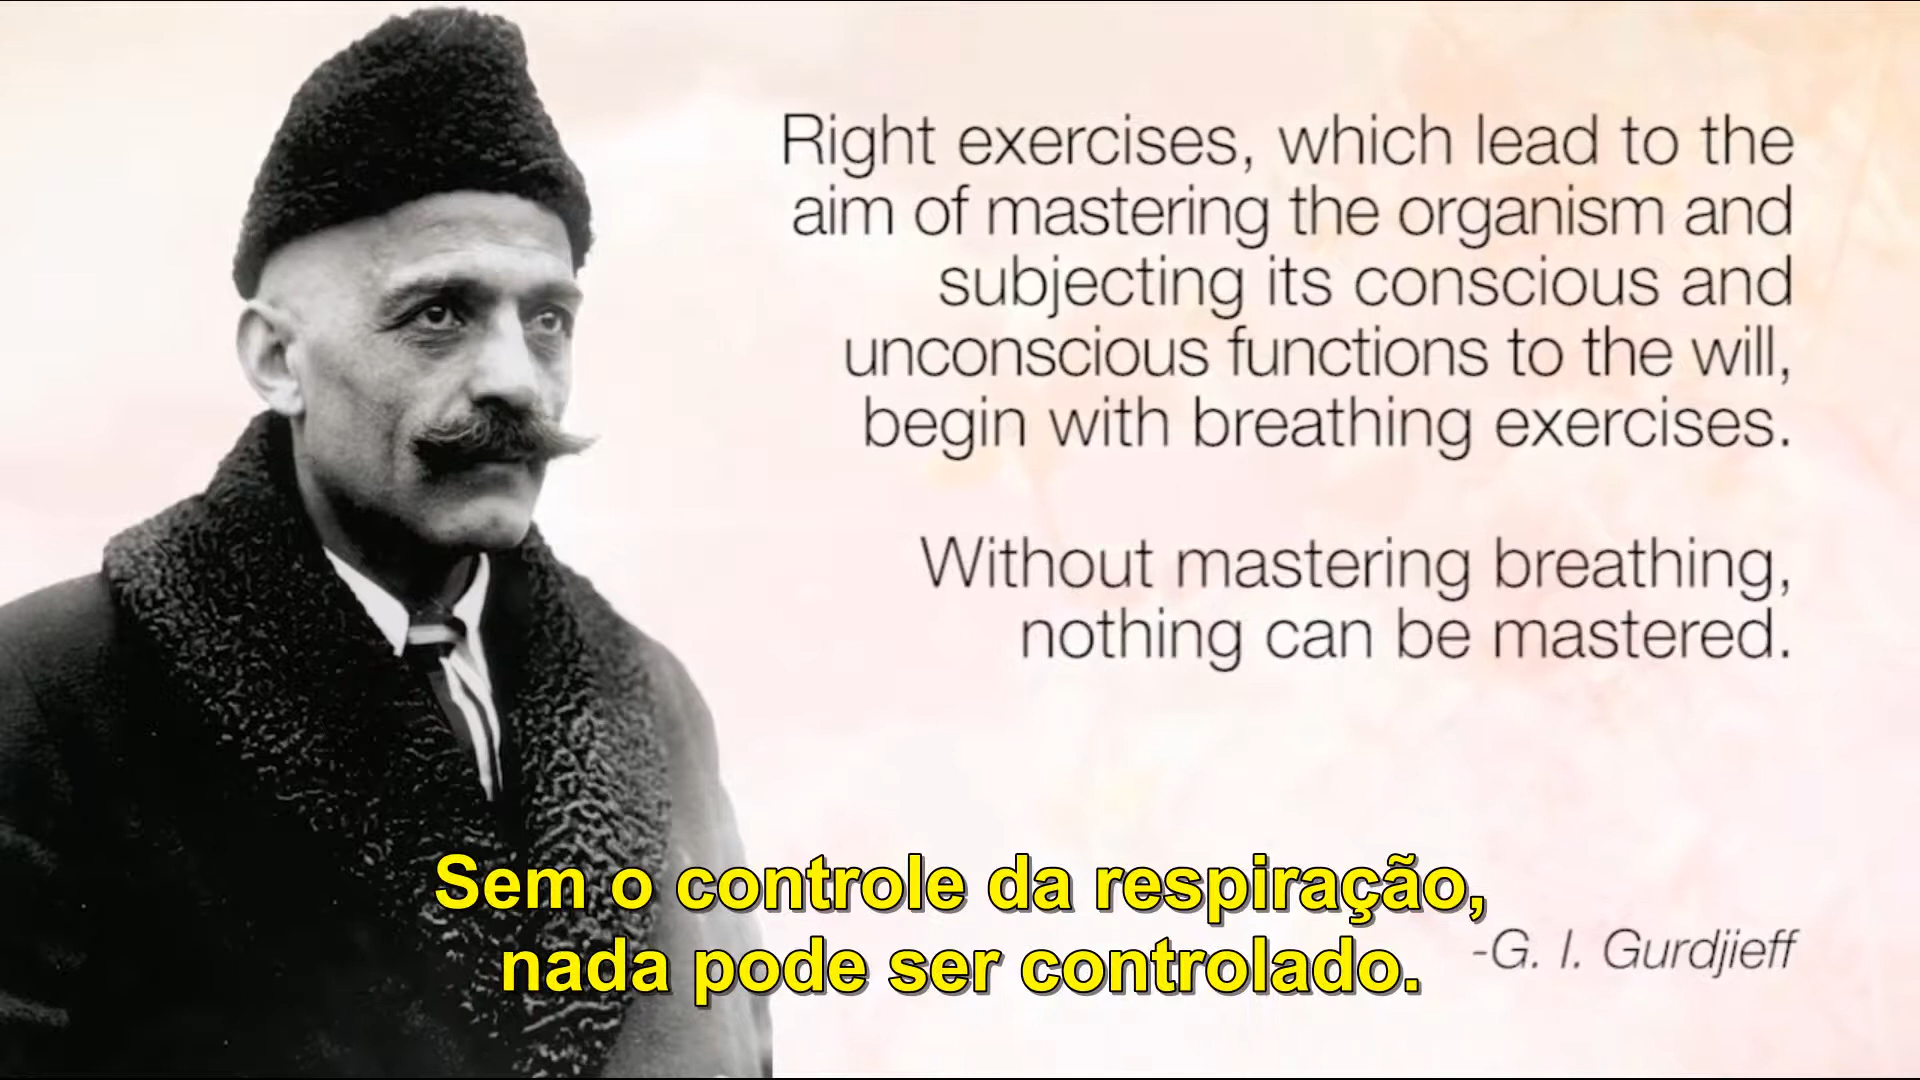 Right exercises, which lead to the
aim of mastering the organism and
subjecting its conscious and
unconscious functions to the will,
begin with breathing exercises.
Without mastering breathing,
nothing can be mastered.
Sem o controle da respiração,
nada pode ser controlado.
-G. I. Gurdjieff